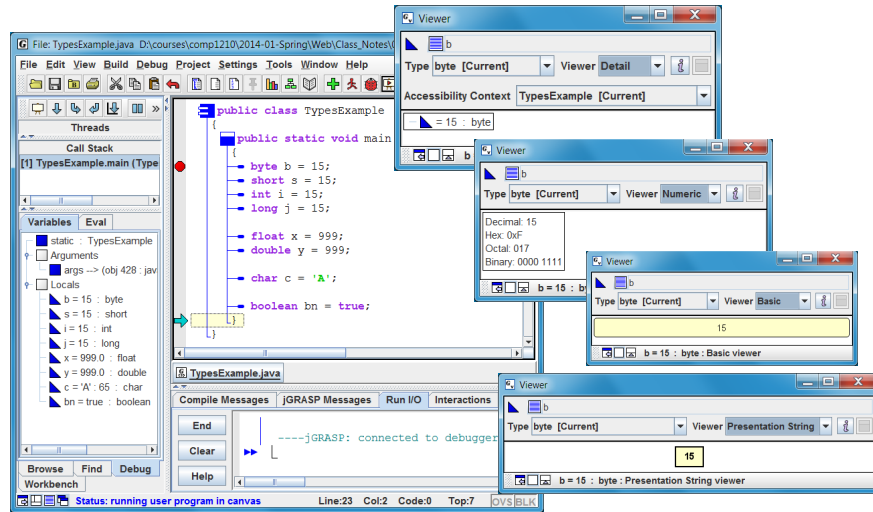 File: TypesExample.java D:\courses\comp1210\2014-01-Spring\Web\Class_Notes\
File Edit View Build Debug Project Settings Tools Window Help
Threads
Call Stack
[1] TypesExample.main (Type
Variables Eval
static : TypesExample
Arguments
args --> (obj 428 : jav
Locals
b = 15 : byte
s = 15 : short
i = 15 : int
j = 15 : long
x = 999.0 : float
y = 999.0 : double
c = 'A' : 65 : char
bn = true : boolean
Browse Find Debug
Workbench
public class TypesExample
{
public static void main
{
byte b = 15;
short s = 15;
int i = 15;
long j = 15;
float x = 999;
double y = 999;
char c = 'A';
boolean bn = true;
}
}
TypesExample.java
Compile Messages jGRASP Messages Run I/O Interactions
End
Clear
Help
----jGRASP: connected to debugger
Status: running user program in canvas Line:23 Col:2 Code:0 Top:7 OVS BLK
Viewer
b
Type byte [Current] Viewer Detail
Accessibility Context TypesExample [Current]
= 15 : byte
b
Viewer
b
Type byte [Current] Viewer Numeric
Decimal: 15
Hex: 0xF
Octal: 017
Binary: 0000 1111
b = 15 : by
Viewer
b
Type byte [Current] Viewer Basic
15
b = 15 : byte : Basic viewer
Viewer
b
Type byte [Current] Viewer Presentation String
15
b = 15 : byte : Presentation String viewer